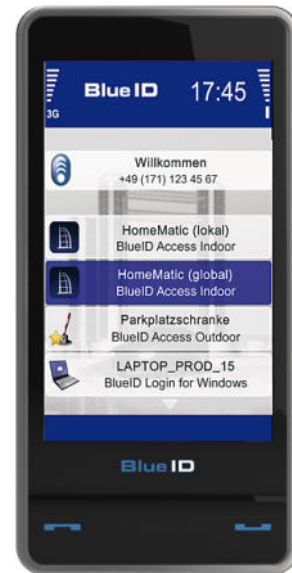 BlueID 17:45
3G
Willkommen
+49 (171) 123 45 67
HomeMatic (lokal)
BlueID Access Indoor
HomeMatic (global)
BlueID Access Indoor
Parkplatzschranke
BlueID Access Outdoor
LAPTOP_PROD_15
BlueID Login for Windows
BlueID